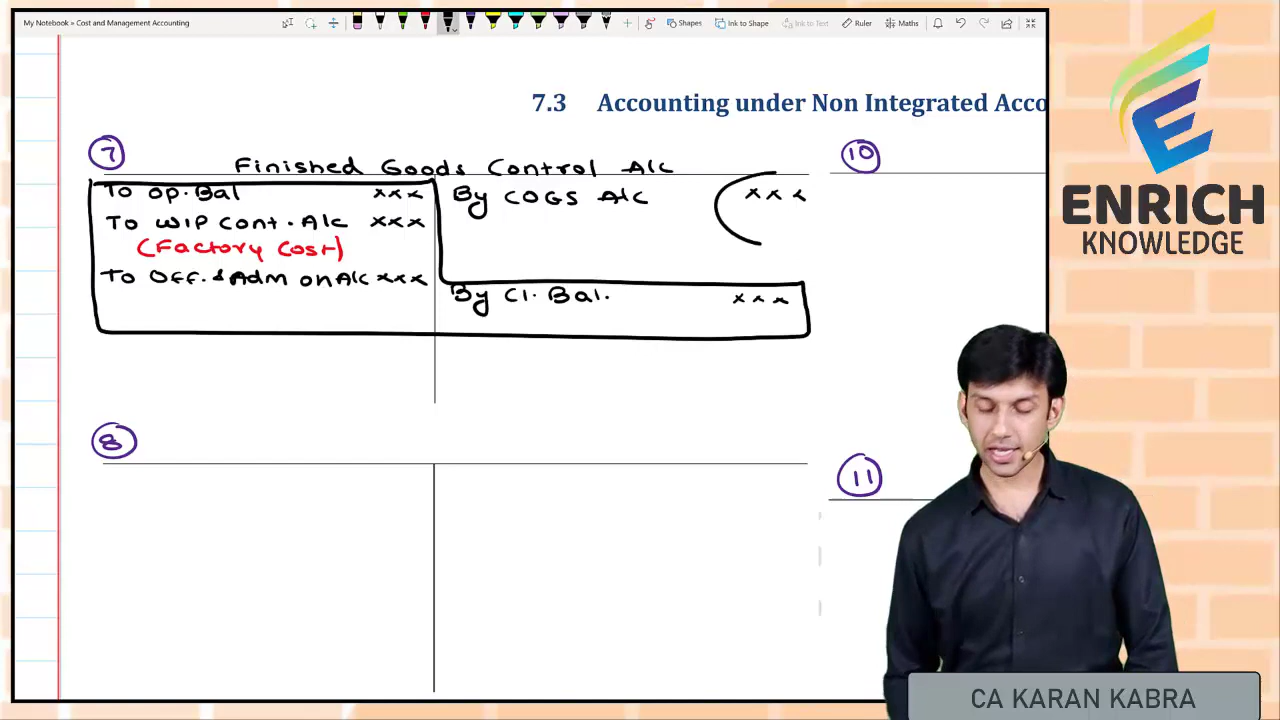 My Notebook » Cost and Management Accounting
Shapes
Ink to Shape
Ink to Text
Ruler
Maths
7.3 Accounting under Non Integrated Acco
7
Finished Goods Control A/c
To Op. Bal xxx
By COGS A/c xxx
To WIP Cont. A/c xxx
(Factory Cost)
To Off. & Adm OH A/c xxx
By Cl. Bal. xxx
8
10
11
ENRICH
KNOWLEDGE
CA KARAN KABRA